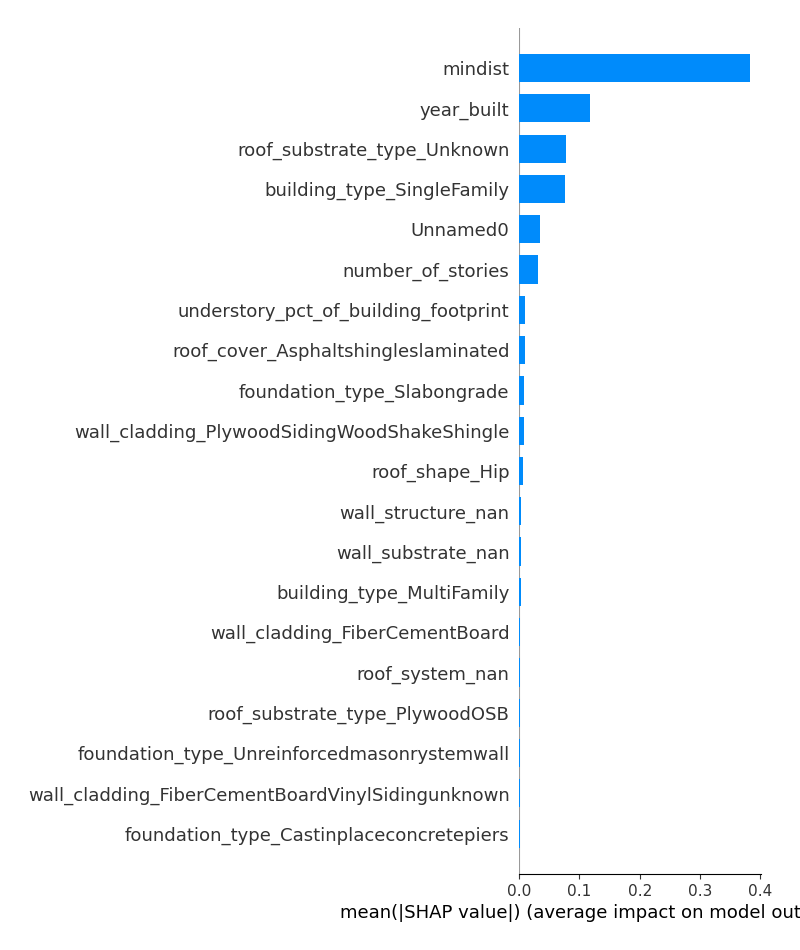 mindist
year_built
roof_substrate_type_Unknown
building_type_SingleFamily
Unnamed0
number_of_stories
understory_pct_of_building_footprint
roof_cover_Asphaltshingleslaminated
foundation_type_Slabongrade
wall_cladding_PlywoodSidingWoodShakeShingle
roof_shape_Hip
wall_structure_nan
wall_substrate_nan
building_type_MultiFamily
wall_cladding_FiberCementBoard
roof_system_nan
roof_substrate_type_PlywoodOSB
foundation_type_Unreinforcedmasonrystemwall
wall_cladding_FiberCementBoardVinylSidingunknown
foundation_type_Castinplaceconcretepiers
0.0 0.1 0.2 0.3 0.4
mean(|SHAP value|) (average impact on model out